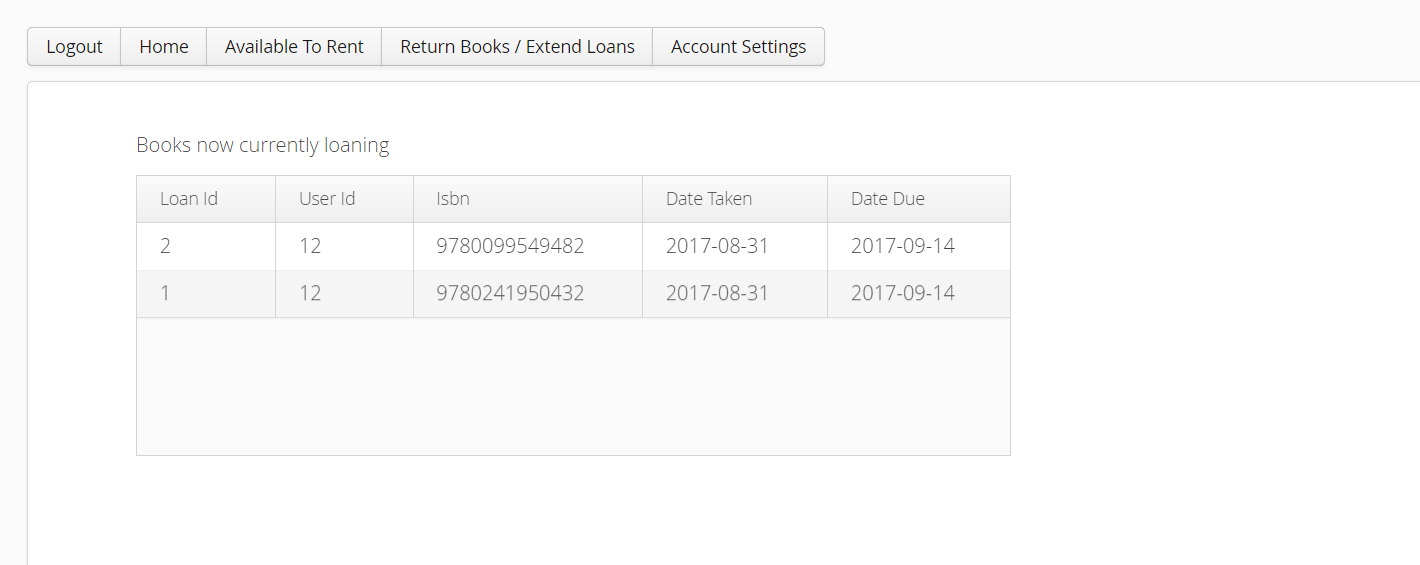 Logout Home Available To Rent Return Books / Extend Loans Account Settings
Books now currently loaning
Loan Id User Id Isbn Date Taken Date Due
2 12 9780099549482 2017-08-31 2017-09-14
1 12 9780241950432 2017-08-31 2017-09-14